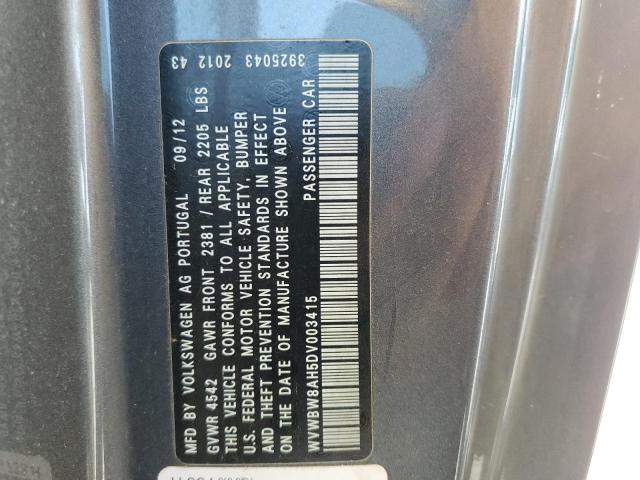 MFD BY VOLKSWAGEN AG PORTUGAL 09/12 3925043 2012 43
GVWR 4542 GAWR FRONT 2381 / REAR 2205 LBS
THIS VEHICLE CONFORMS TO ALL APPLICABLE
U.S. FEDERAL MOTOR VEHICLE SAFETY, BUMPER
AND THEFT PREVENTION STANDARDS IN EFFECT
ON THE DATE OF MANUFACTURE SHOWN ABOVE
WVWBW8AH5DV003415 PASSENGER CAR